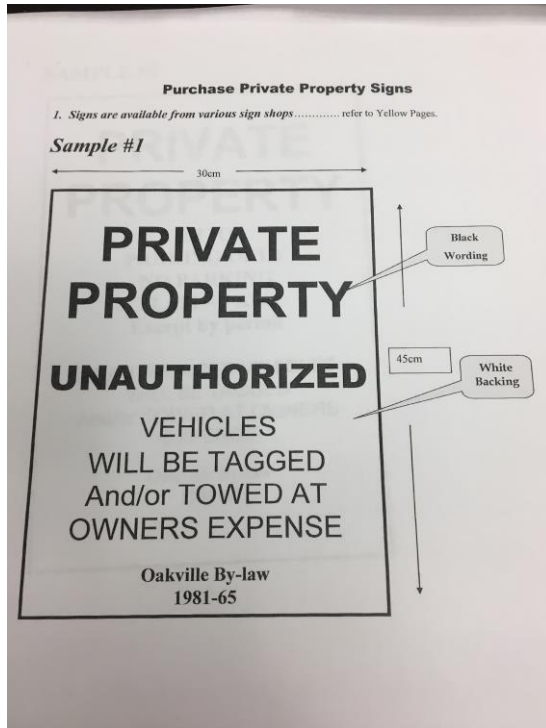 Purchase Private Property Signs
1. Signs are available from various sign shops............. refer to Yellow Pages.
Sample #1
30cm
PRIVATE
PROPERTY
UNAUTHORIZED
VEHICLES
WILL BE TAGGED
And/or TOWED AT
OWNERS EXPENSE
Oakville By-law
1981-65
Black
Wording
45cm
White
Backing